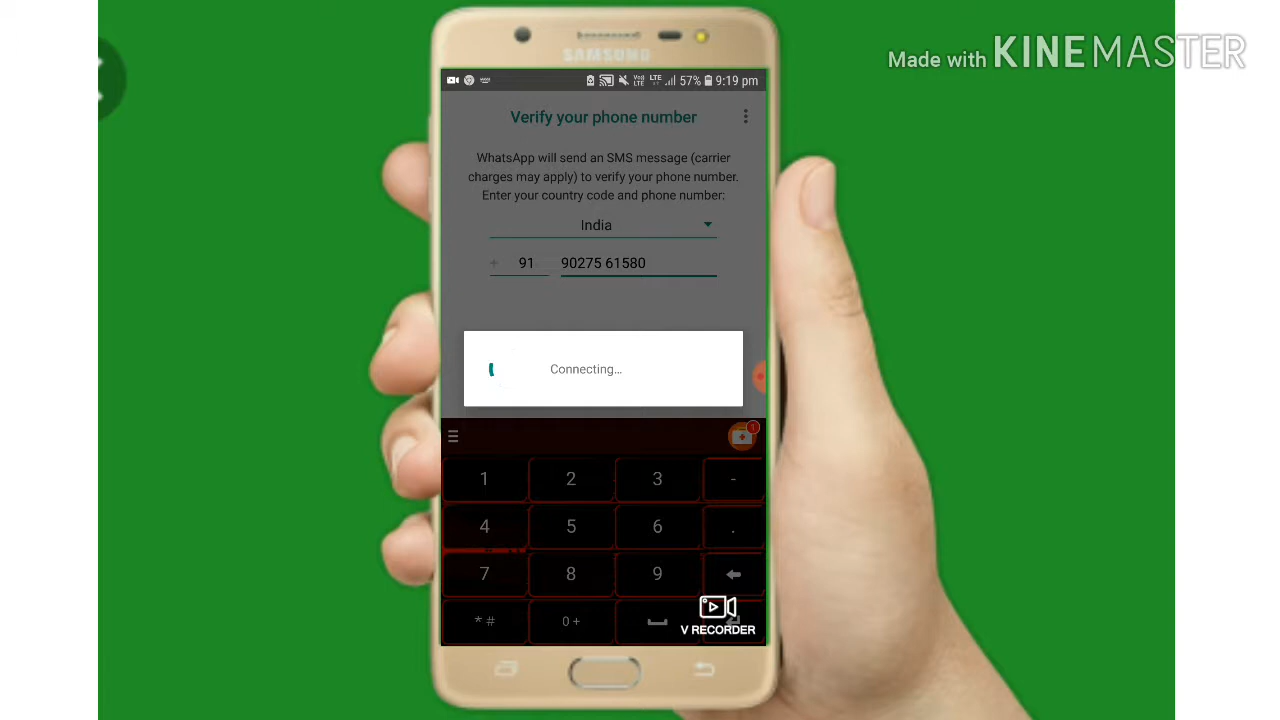 Made with KINEMASTER
SAMSUNG
57% 9:19 pm
Verify your phone number
WhatsApp will send an SMS message (carrier
charges may apply) to verify your phone number.
Enter your country code and phone number:
India
+ 91 90275 61580
Connecting...
1
1 2 3 -
4 5 6 .
7 8 9
* # 0 +
V RECORDER